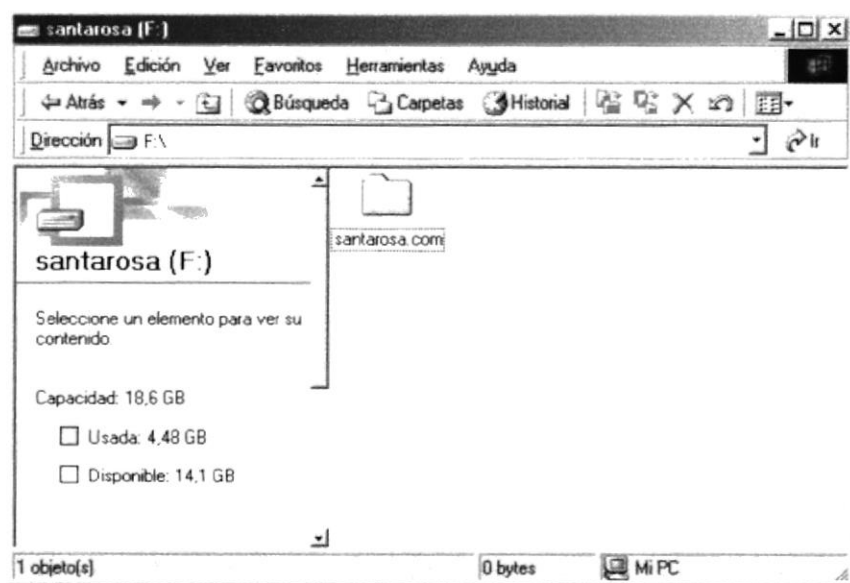 santarosa (F:)
Archivo Edición Ver Favoritos Herramientas Ayuda
Atrás Búsqueda Carpetas Historial
Dirección F:\ Ir
santarosa.com
santarosa (F:)
Seleccione un elemento para ver su
contenido
Capacidad: 18,6 GB
Usada: 4,48 GB
Disponible: 14,1 GB
1 objeto(s) 0 bytes Mi PC